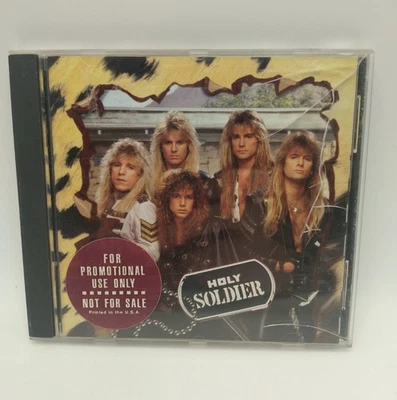 FOR
PROMOTIONAL
USE ONLY
NOT FOR SALE
Printed in the U.S.A.
HOLY
SOLDIER